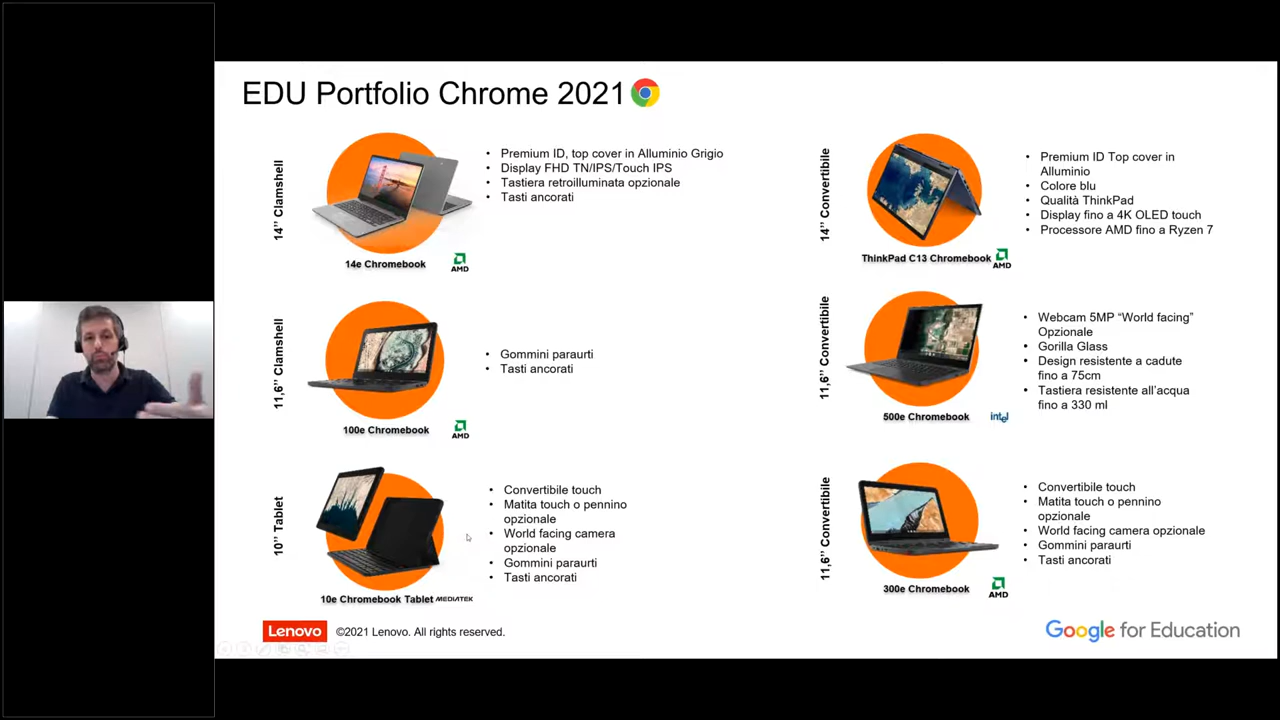 EDU Portfolio Chrome 2021
14” Clamshell
Premium ID, top cover in Alluminio Grigio
Display FHD TN/IPS/Touch IPS
Tastiera retroilluminata opzionale
Tasti ancorati
14e Chromebook
AMD
14” Convertibile
Premium ID Top cover in
Alluminio
Colore blu
Qualità ThinkPad
Display fino a 4K OLED touch
Processore AMD fino a Ryzen 7
ThinkPad C13 Chromebook
AMD
11,6” Clamshell
Gommini paraurti
Tasti ancorati
100e Chromebook
AMD
11,6” Convertibile
Webcam 5MP “World facing”
Opzionale
Gorilla Glass
Design resistente a cadute
fino a 75cm
Tastiera resistente all’acqua
fino a 330 ml
500e Chromebook
intel
10” Tablet
Convertibile touch
Matita touch o pennino
opzionale
World facing camera
opzionale
Gommini paraurti
Tasti ancorati
10e Chromebook Tablet MEDIATEK
11,6” Convertibile
Convertibile touch
Matita touch o pennino
opzionale
World facing camera opzionale
Gommini paraurti
Tasti ancorati
300e Chromebook
AMD
Lenovo
©2021 Lenovo. All rights reserved.
Google for Education